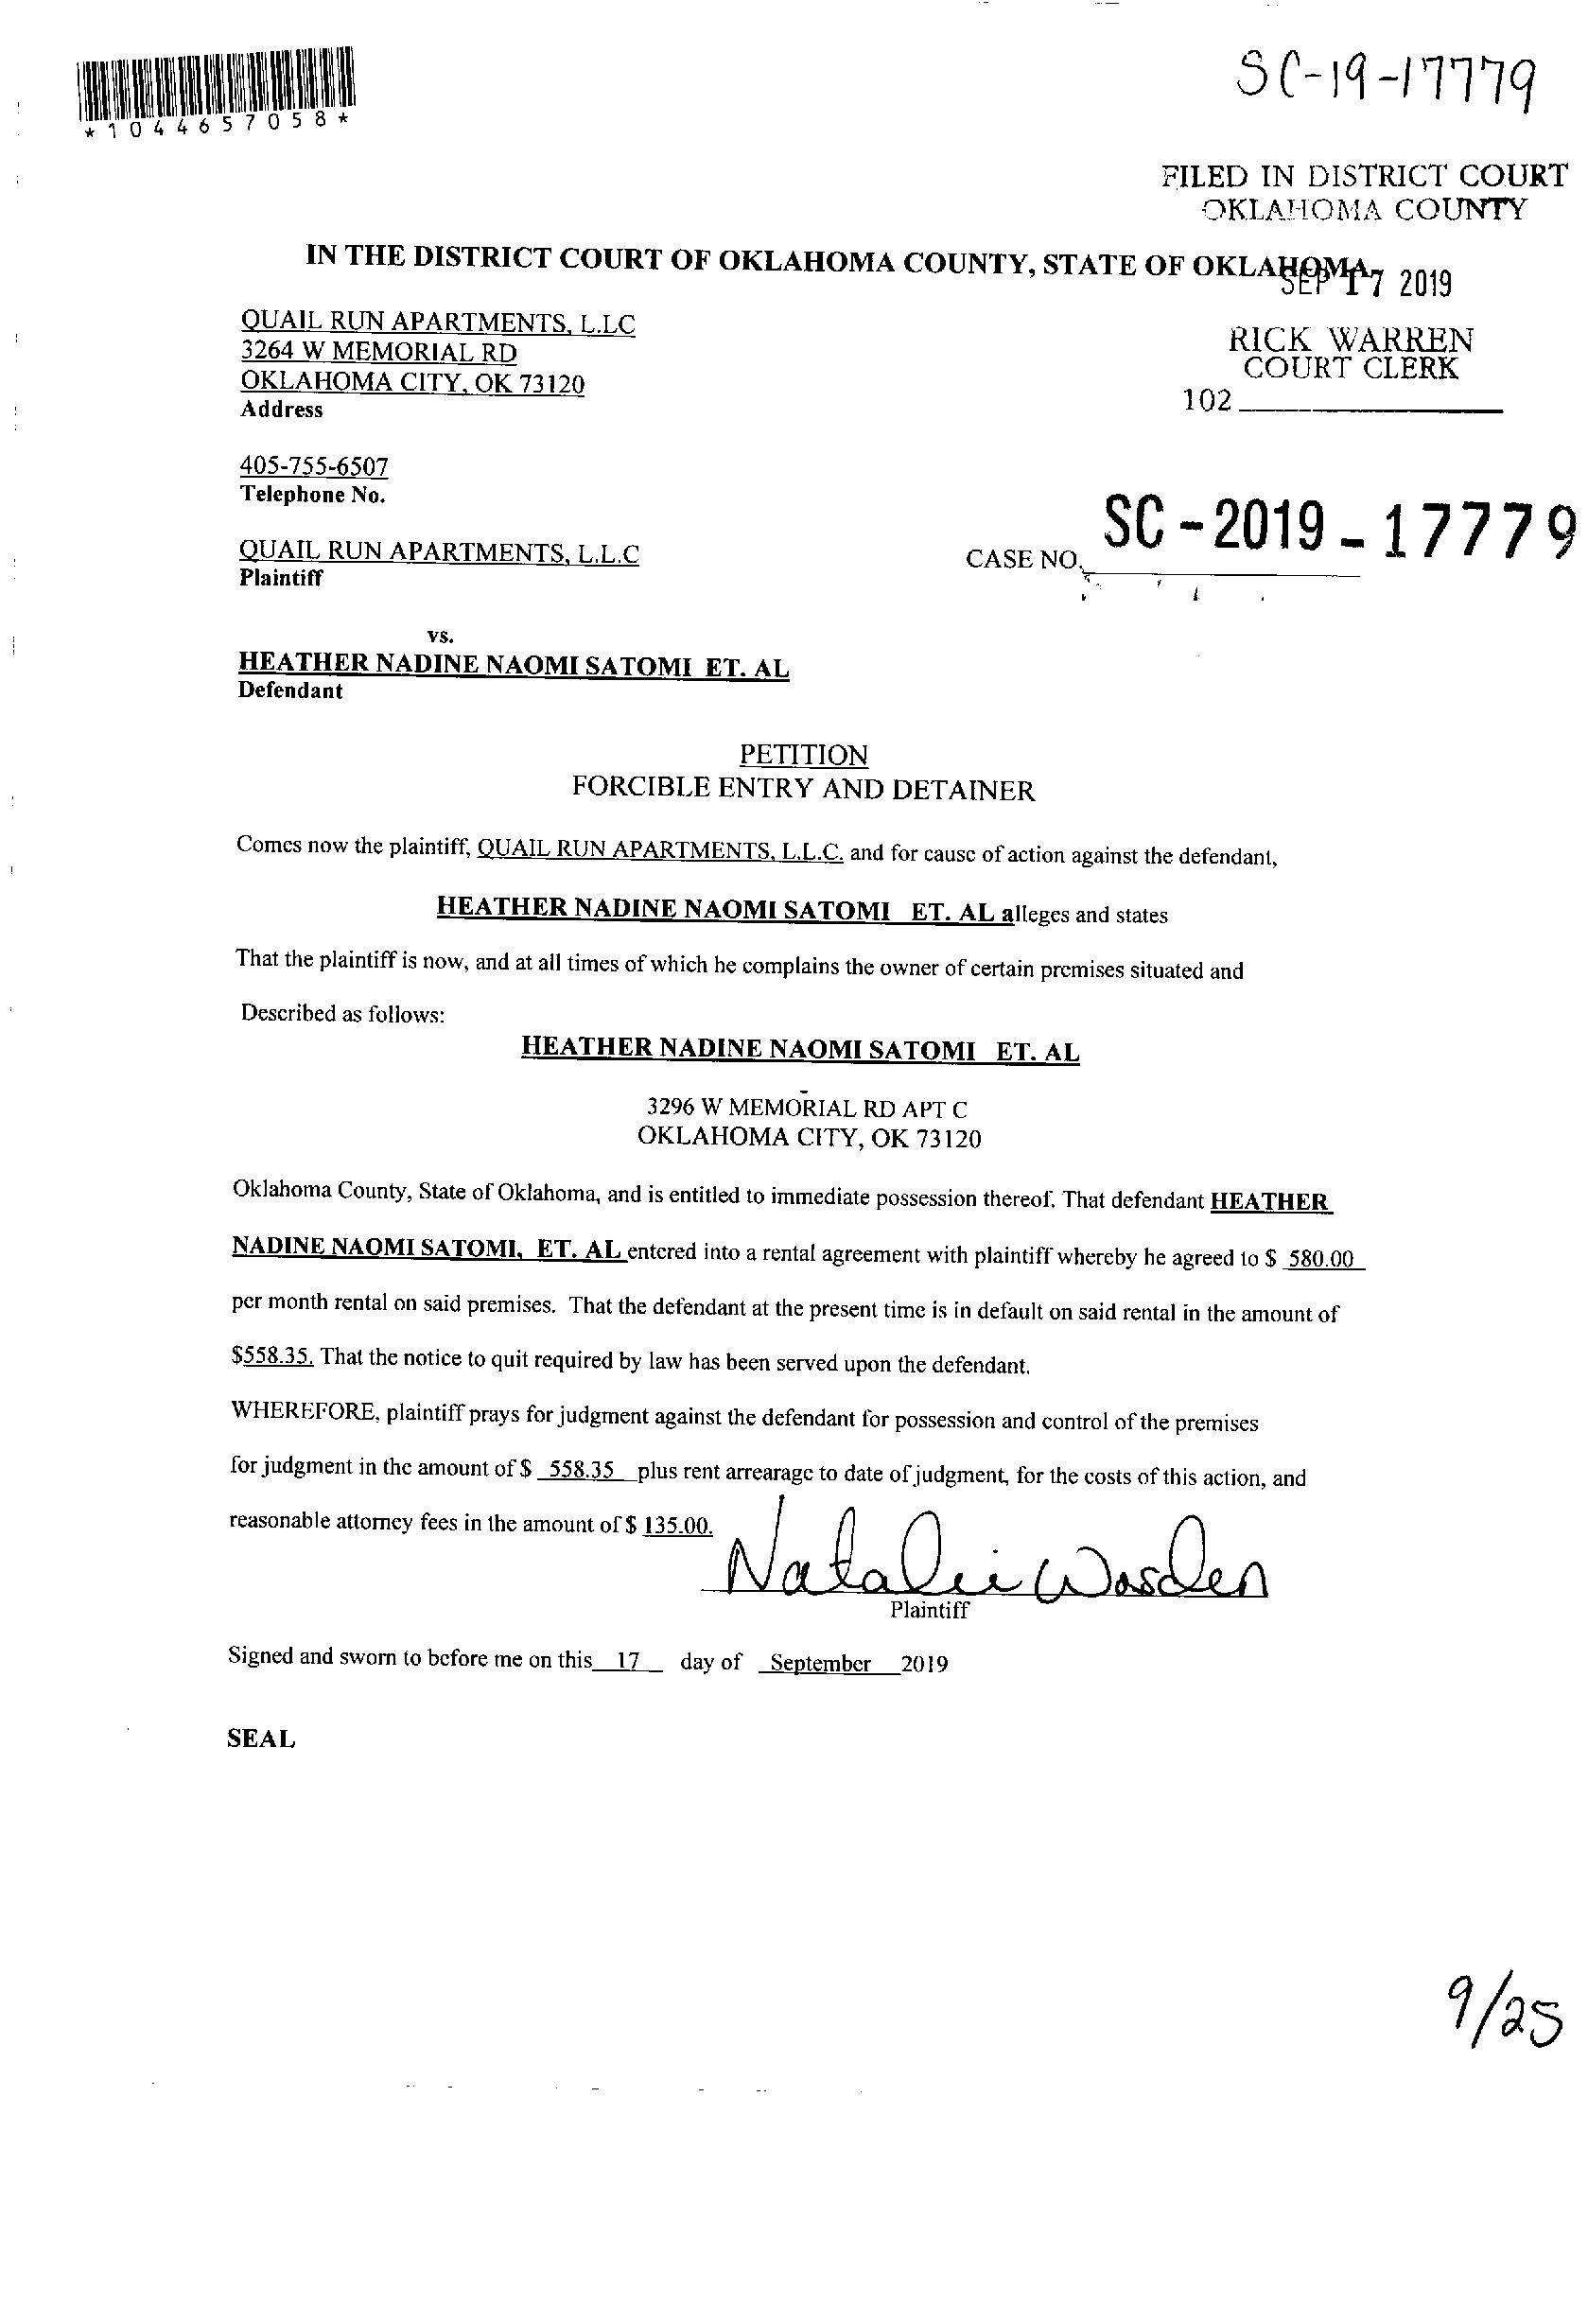 SC-19-17779
*1044657058*
FILED IN DISTRICT COURT
OKLAHOMA COUNTY
IN THE DISTRICT COURT OF OKLAHOMA COUNTY, STATE OF OKLAHOMA
SEP 17 2019
QUAIL RUN APARTMENTS, L.LC
3264 W MEMORIAL RD
OKLAHOMA CITY, OK 73120
Address
RICK WARREN
COURT CLERK
102
405-755-6507
Telephone No.
QUAIL RUN APARTMENTS, L.L.C
Plaintiff
CASE NO. SC-2019-17779
vs.
HEATHER NADINE NAOMI SATOMI ET. AL
Defendant
PETITION
FORCIBLE ENTRY AND DETAINER
Comes now the plaintiff, QUAIL RUN APARTMENTS, L.L.C. and for cause of action against the defendant,
HEATHER NADINE NAOMI SATOMI ET. AL alleges and states
That the plaintiff is now, and at all times of which he complains the owner of certain premises situated and
Described as follows:
HEATHER NADINE NAOMI SATOMI ET. AL
3296 W MEMORIAL RD APT C
OKLAHOMA CITY, OK 73120
Oklahoma County, State of Oklahoma, and is entitled to immediate possession thereof. That defendant HEATHER
NADINE NAOMI SATOMI, ET. AL entered into a rental agreement with plaintiff whereby he agreed to $ 580.00
per month rental on said premises. That the defendant at the present time is in default on said rental in the amount of
$558.35. That the notice to quit required by law has been served upon the defendant.
WHEREFORE, plaintiff prays for judgment against the defendant for possession and control of the premises
for judgment in the amount of $ 558.35 plus rent arrearage to date of judgment, for the costs of this action, and
reasonable attorney fees in the amount of $ 135.00.
Natalie Wasden
Plaintiff
Signed and sworn to before me on this 17 day of September 2019
SEAL
9/25